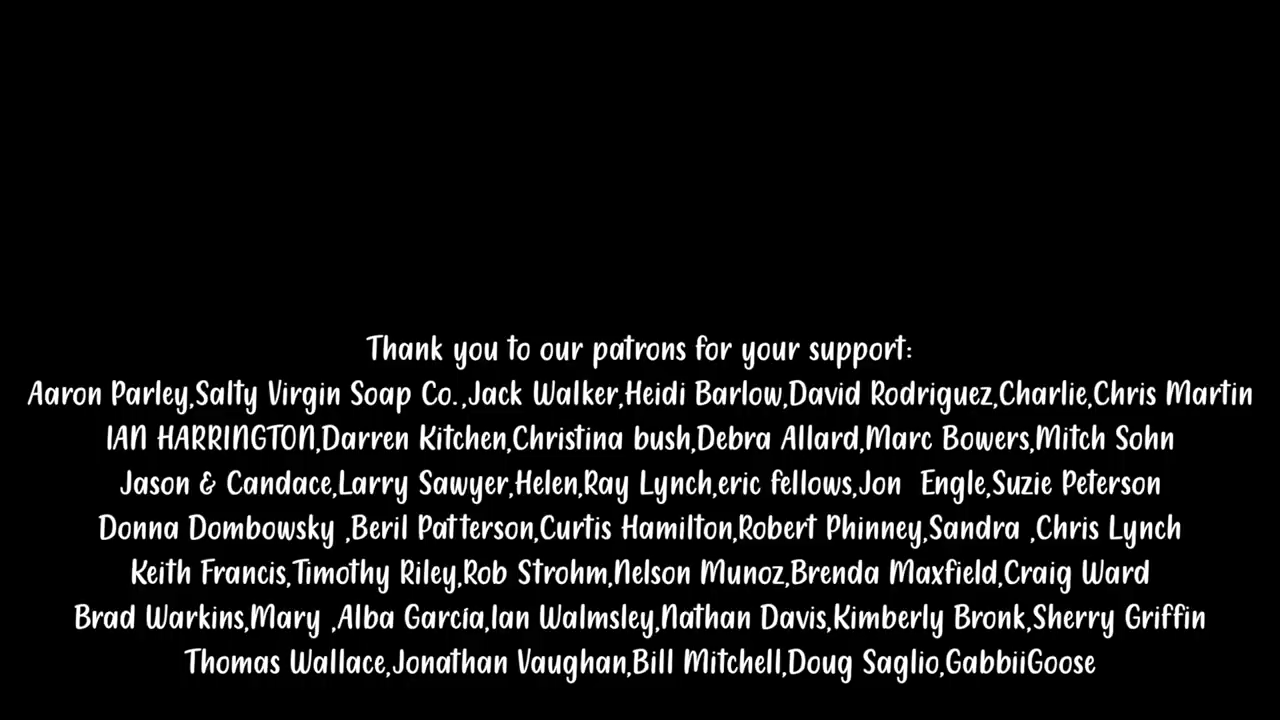 Thank you to our patrons for your support:
Aaron Parley,Salty Virgin Soap Co.,Jack Walker,Heidi Barlow,David Rodriguez,Charlie,Chris Martin
IAN HARRINGTON,Darren Kitchen,Christina bush,Debra Allard,Marc Bowers,Mitch Sohn
Jason & Candace,Larry Sawyer,Helen,Ray Lynch,eric fellows,Jon  Engle,Suzie Peterson
Donna Dombowsky ,Beril Patterson,Curtis Hamilton,Robert Phinney,Sandra ,Chris Lynch
Keith Francis,Timothy Riley,Rob Strohm,Nelson Munoz,Brenda Maxfield,Craig Ward
Brad Warkins,Mary ,Alba García,Ian Walmsley,Nathan Davis,Kimberly Bronk,Sherry Griffin
Thomas Wallace,Jonathan Vaughan,Bill Mitchell,Doug Saglio,GabbiiGoose